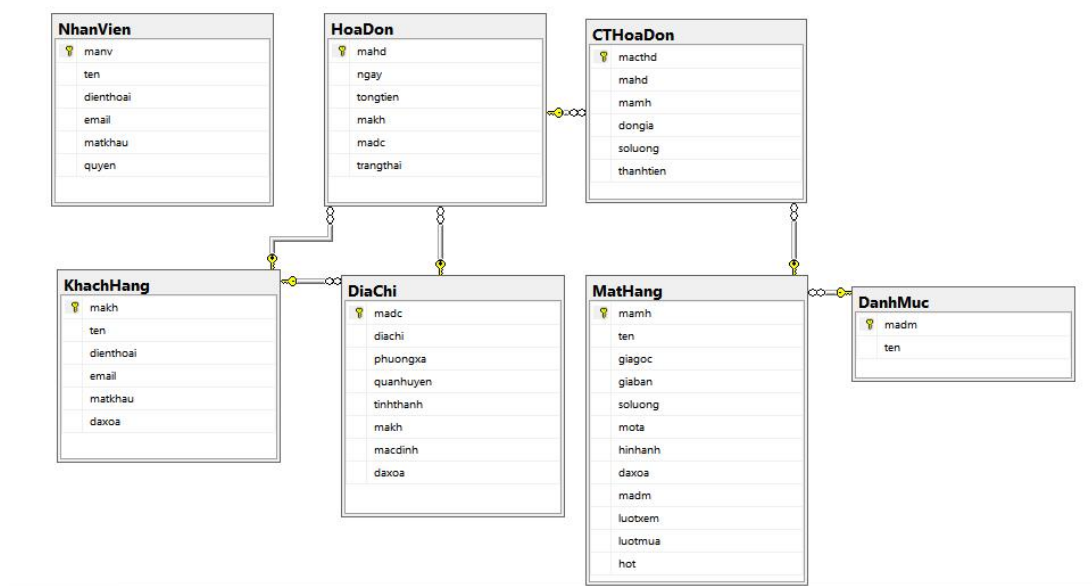 NhanVien
manv
ten
dienthoai
email
matkhau
quyen
HoaDon
mahd
ngay
tongtien
makh
madc
trangthai
CTHoaDon
macthd
mahd
mamh
dongia
soluong
thanhtien
KhachHang
makh
ten
dienthoai
email
matkhau
daxoa
DiaChi
madc
diachi
phuongxa
quanhuyen
tinhthanh
makh
macdinh
daxoa
MatHang
mamh
ten
giagoc
giaban
soluong
mota
hinhanh
daxoa
madm
luotxem
luotmua
hot
DanhMuc
madm
ten